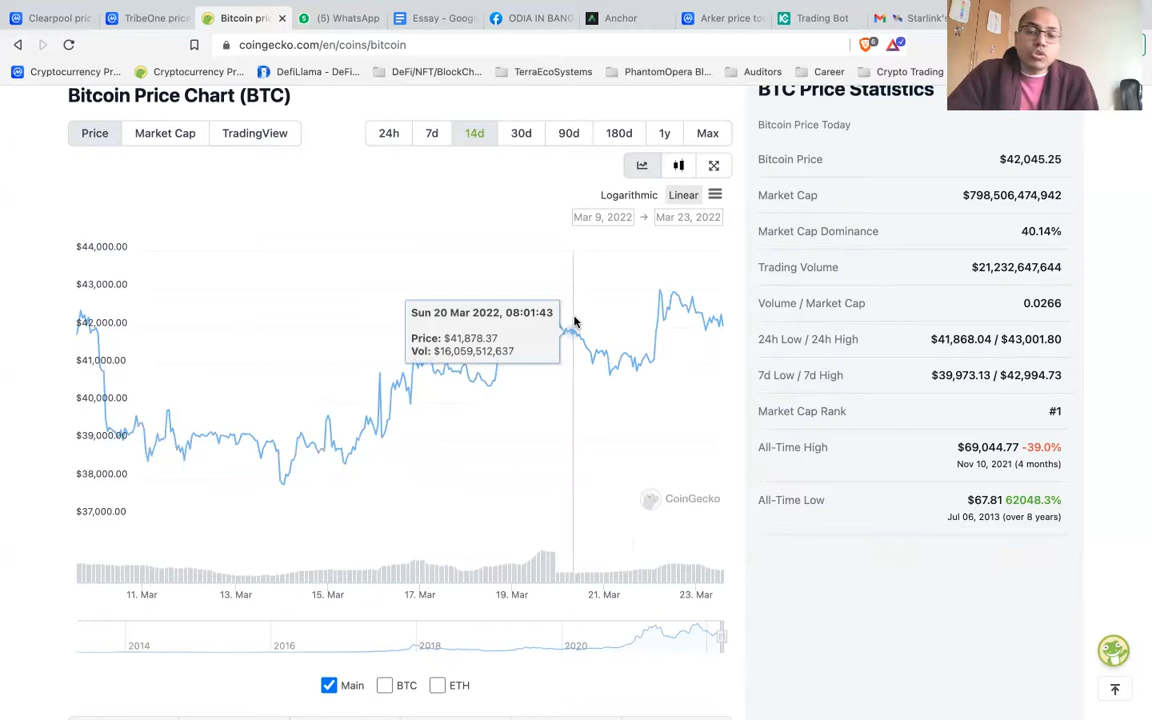 Clearpool pric
TribeOne price
Bitcoin pri
(5) WhatsApp
Essay - Googl
ODIA IN BANG
Anchor
Arker price to
Trading Bot
Starlink's
coingecko.com/en/coins/bitcoin
6
Cryptocurrency Pr...
Cryptocurrency Pr...
DefiLlama - DeFi...
DeFi/NFT/BlockCh...
TerraEcoSystems
PhantomOpera Bl...
Auditors
Career
Crypto Trading
Bitcoin Price Chart (BTC)
BTC Price Statistics
Price
Market Cap
TradingView
24h
7d
14d
30d
90d
180d
1y
Max
Logarithmic
Linear
Mar 9, 2022 → Mar 23, 2022
$44,000.00
$43,000.00
$42,000.00
$41,000.00
$40,000.00
$39,000.00
$38,000.00
$37,000.00
Sun 20 Mar 2022, 08:01:43
Price: $41,878.37
Vol: $16,059,512,637
CoinGecko
11. Mar
13. Mar
15. Mar
17. Mar
19. Mar
21. Mar
23. Mar
2014
2016
2018
2020
Main
BTC
ETH
Bitcoin Price Today
Bitcoin Price $42,045.25
Market Cap $798,506,474,942
Market Cap Dominance 40.14%
Trading Volume $21,232,647,644
Volume / Market Cap 0.0266
24h Low / 24h High $41,868.04 / $43,001.80
7d Low / 7d High $39,973.13 / $42,994.73
Market Cap Rank #1
All-Time High $69,044.77 -39.0%
Nov 10, 2021 (4 months)
All-Time Low $67.81 62048.3%
Jul 06, 2013 (over 8 years)